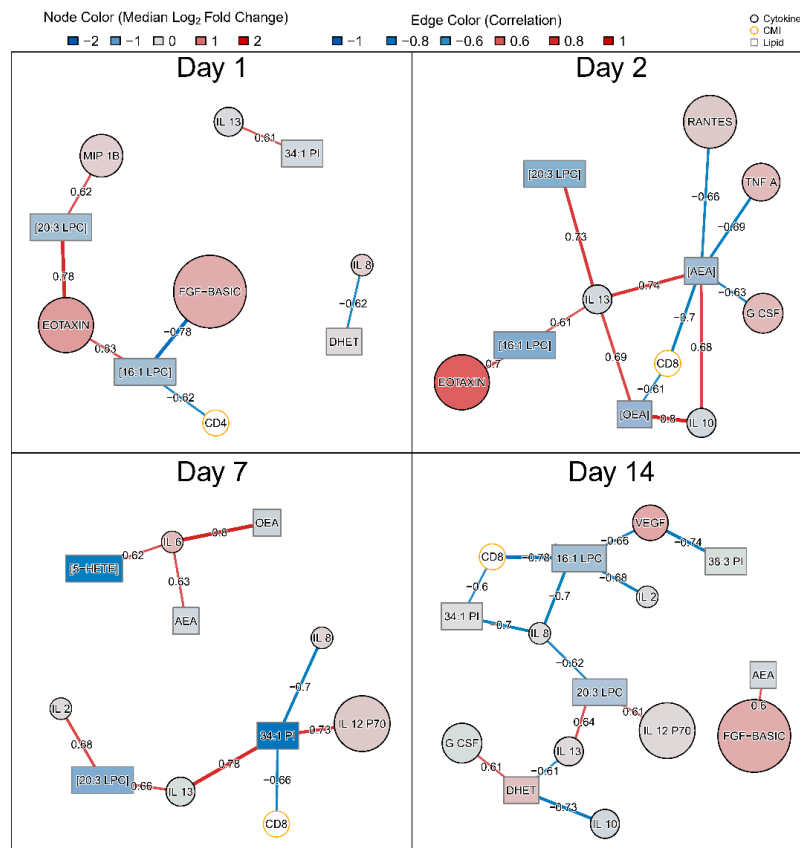 Node Color (Median Log₂ Fold Change)
−2 −1 0 1 2
Edge Color (Correlation)
−1 −0.8 −0.6 0.6 0.8 1
Cytokine
CMI
Lipid
Day 1
IL 13
0.61
34:1 PI
MIP 1B
0.62
[20:3 LPC]
0.78
EOTAXIN
0.63
[16:1 LPC]
FGF−BASIC
−0.78
−0.62
CD4
IL 8
−0.62
DHET
Day 2
RANTES
[20:3 LPC]
TNF A
−0.66
−0.69
0.73
[AEA]
0.74
−0.63
IL 13
G CSF
0.61
−0.7
[16:1 LPC]
0.68
0.7
0.69
CD8
EOTAXIN
−0.61
[OEA]
0.8
IL 10
Day 7
OEA
IL 6
0.8
0.62
[5−HETE]
0.63
AEA
IL 8
−0.7
IL 2
34:1 PI
0.73
IL 12 P70
0.68
0.78
−0.66
[20:3 LPC]
0.66
IL 13
CD8
Day 14
VEGF
−0.66
−0.74
CD8
−0.78
16:1 LPC
38:3 PI
−0.6
−0.68
IL 2
−0.7
34:1 PI
−0.7
IL 8
−0.62
20:3 LPC
AEA
0.6
0.64
0.61
IL 12 P70
FGF−BASIC
G CSF
IL 13
0.61
−0.61
DHET
−0.73
IL 10